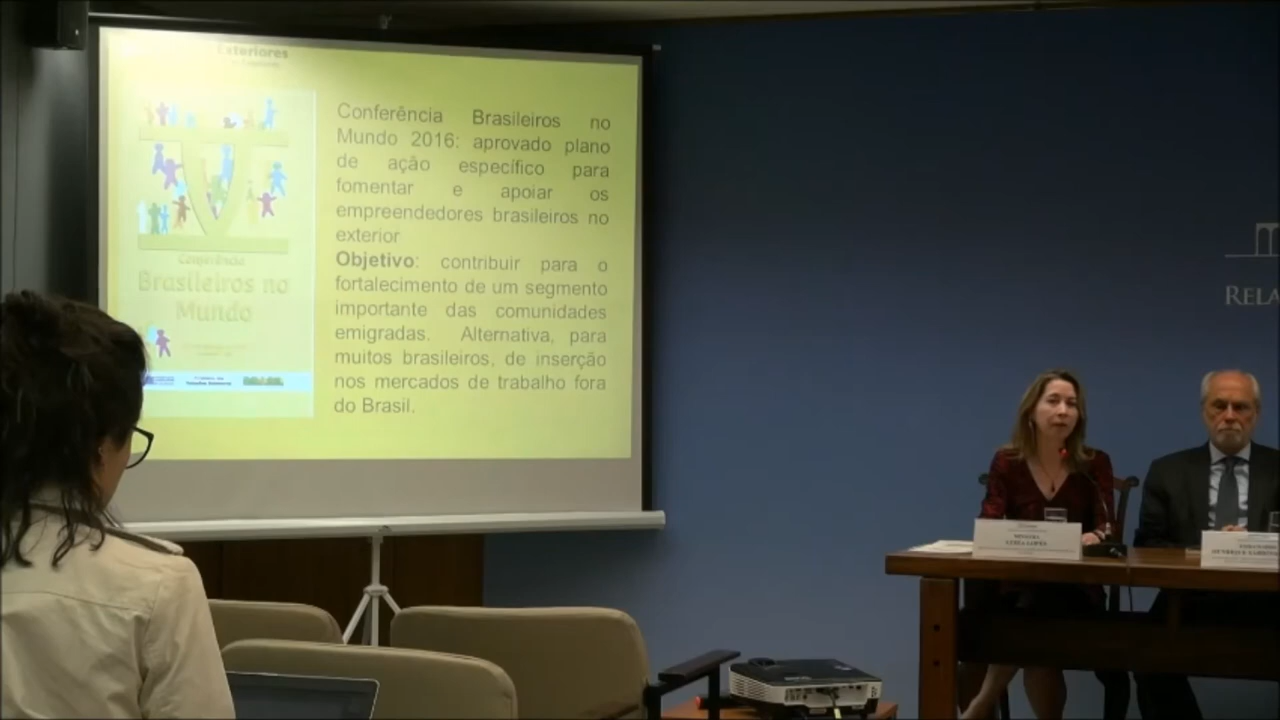 Exteriores
Conferência Brasileiros no
Mundo 2016: aprovado plano
de ação específico para
fomentar e apoiar os
empreendedores brasileiros no
exterior
Objetivo: contribuir para o
fortalecimento de um segmento
importante das comunidades
emigradas. Alternativa, para
muitos brasileiros, de inserção
nos mercados de trabalho fora
do Brasil.
V
Conferência
Brasileiros no
Mundo
RELA